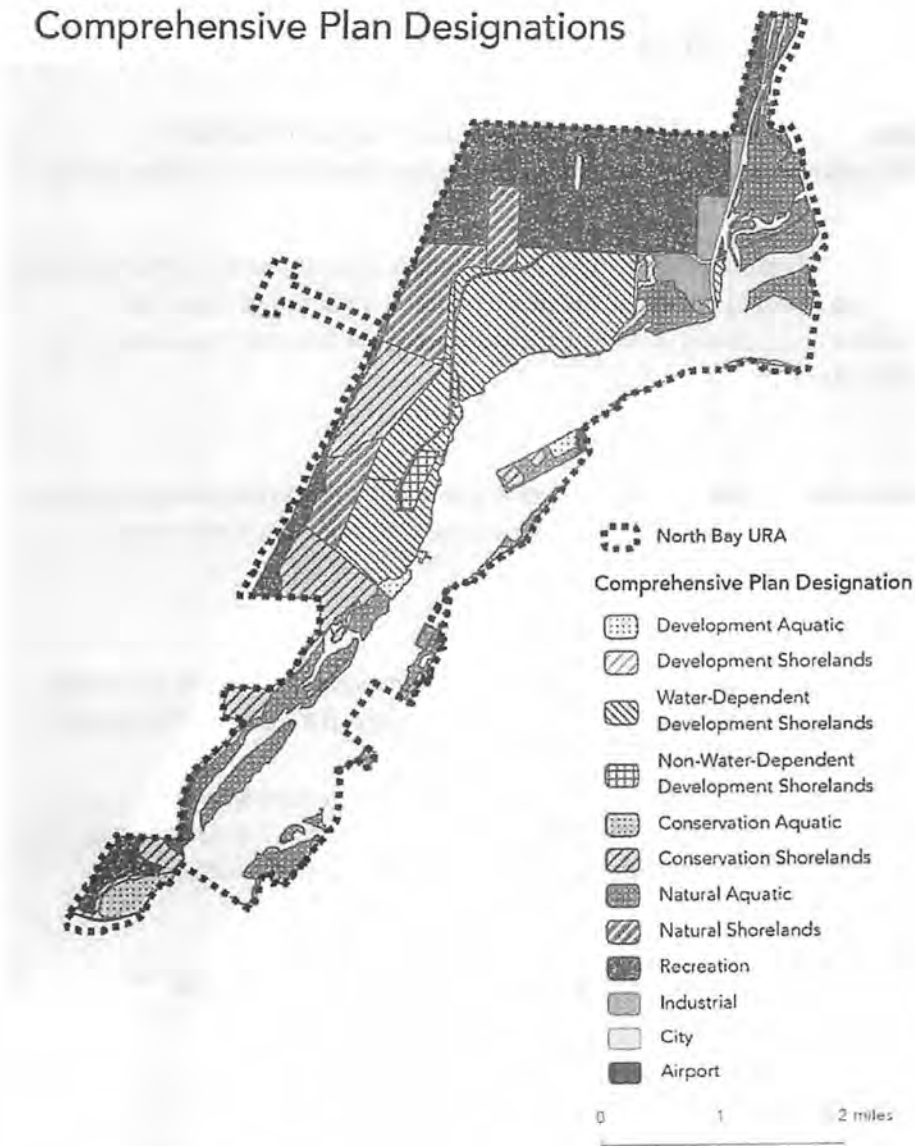 Comprehensive Plan Designations
North Bay URA
Comprehensive Plan Designation
Development Aquatic
Development Shorelands
Water-Dependent
Development Shorelands
Non-Water-Dependent
Development Shorelands
Conservation Aquatic
Conservation Shorelands
Natural Aquatic
Natural Shorelands
Recreation
Industrial
City
Airport
0 1 2 miles